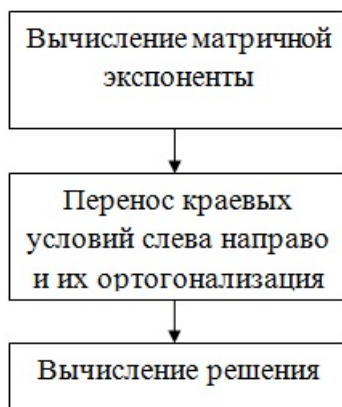 Вычисление матричной
экспоненты
Перенос краевых
условий слева направо
и их ортогонализация
Вычисление решения